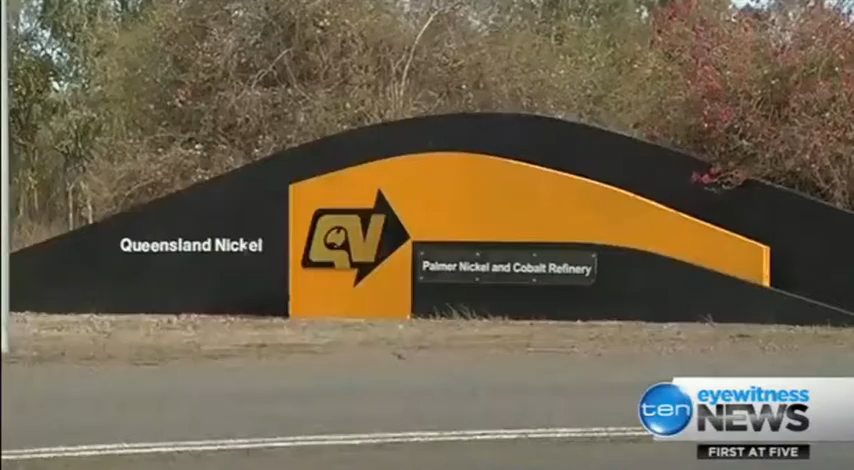 Queensland Nickel
QN
Palmer Nickel and Cobalt Refinery
ten
eyewitness
NEWS
FIRST AT FIVE